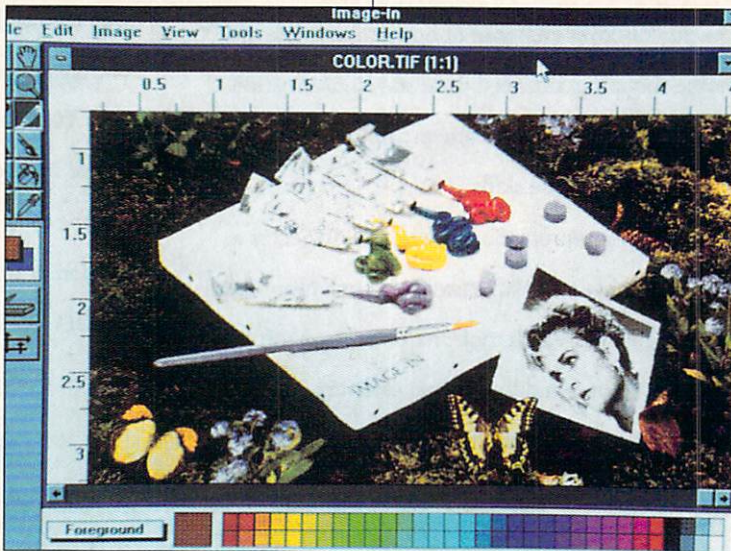 Image-in
le Edit Image View Tools Windows Help
COLOR.TIF (1:1)
0.5 1 1.5 2 2.5 3 3.5 4 4
1
1.5
2
2.5
3
IMAGE-IN
Foreground